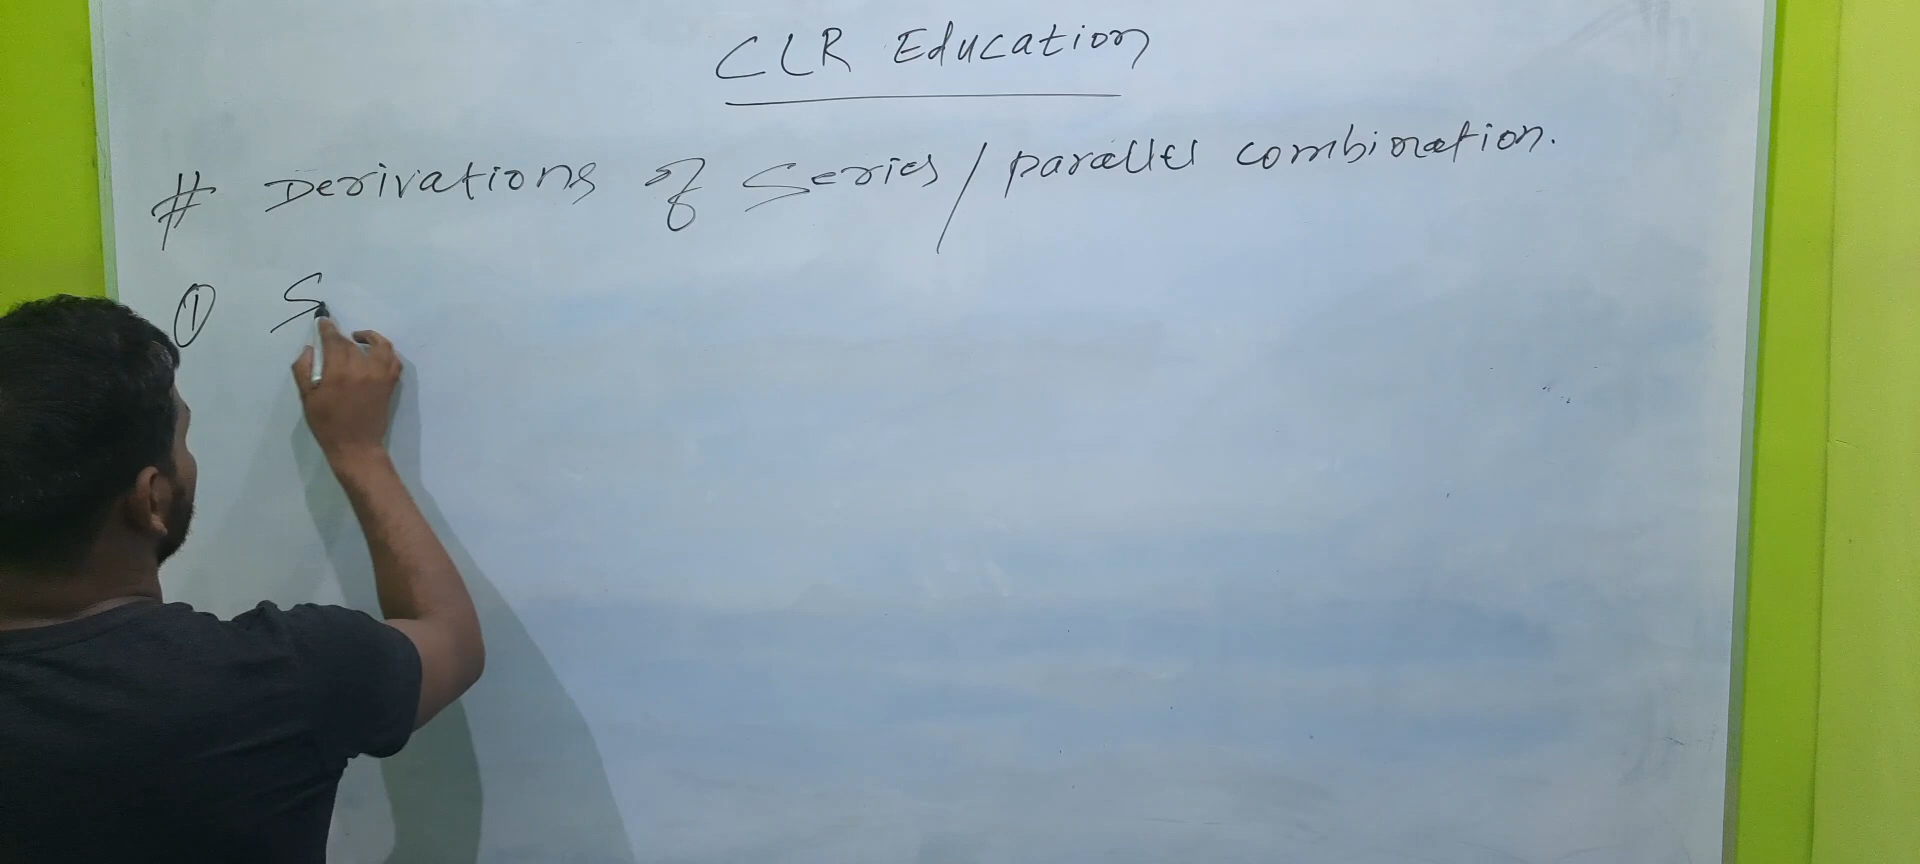 CLR Education
# Derivations of Series / parallel combination.
① S